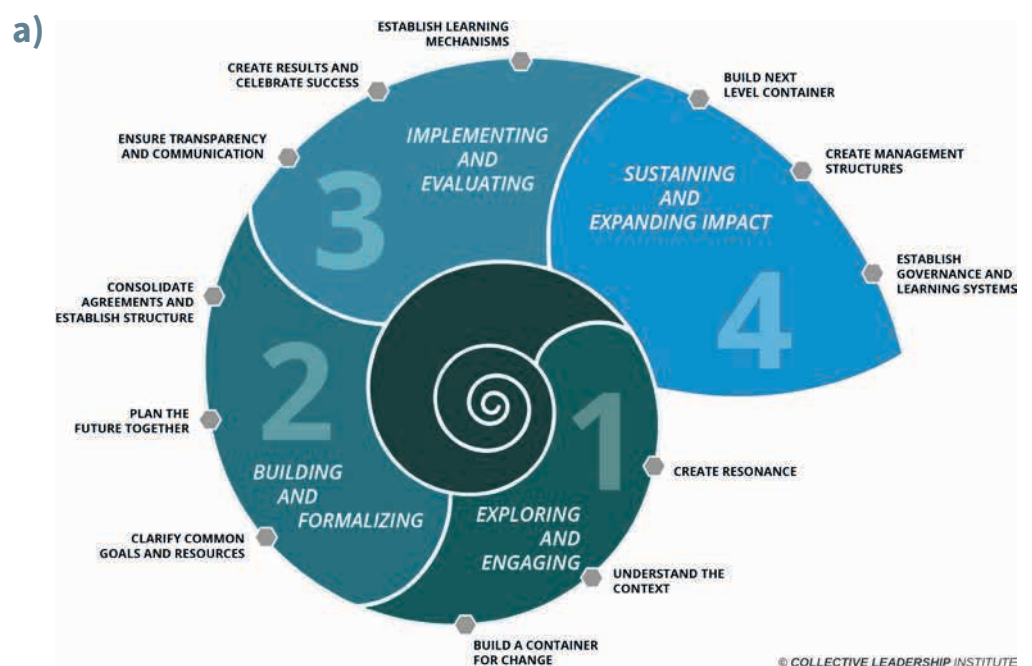 a)
ESTABLISH LEARNING
MECHANISMS
CREATE RESULTS AND
CELEBRATE SUCCESS
BUILD NEXT
LEVEL CONTAINER
ENSURE TRANSPARENCY
AND COMMUNICATION
IMPLEMENTING
AND
EVALUATING
3
SUSTAINING
AND
EXPANDING IMPACT
4
CREATE MANAGEMENT
STRUCTURES
ESTABLISH
GOVERNANCE AND
LEARNING SYSTEMS
CONSOLIDATE
AGREEMENTS AND
ESTABLISH STRUCTURE
2
BUILDING
AND
FORMALIZING
PLAN THE
FUTURE TOGETHER
CLARIFY COMMON
GOALS AND RESOURCES
1
EXPLORING
AND
ENGAGING
CREATE RESONANCE
UNDERSTAND THE
CONTEXT
BUILD A CONTAINER
FOR CHANGE
© COLLECTIVE LEADERSHIP INSTITUTE